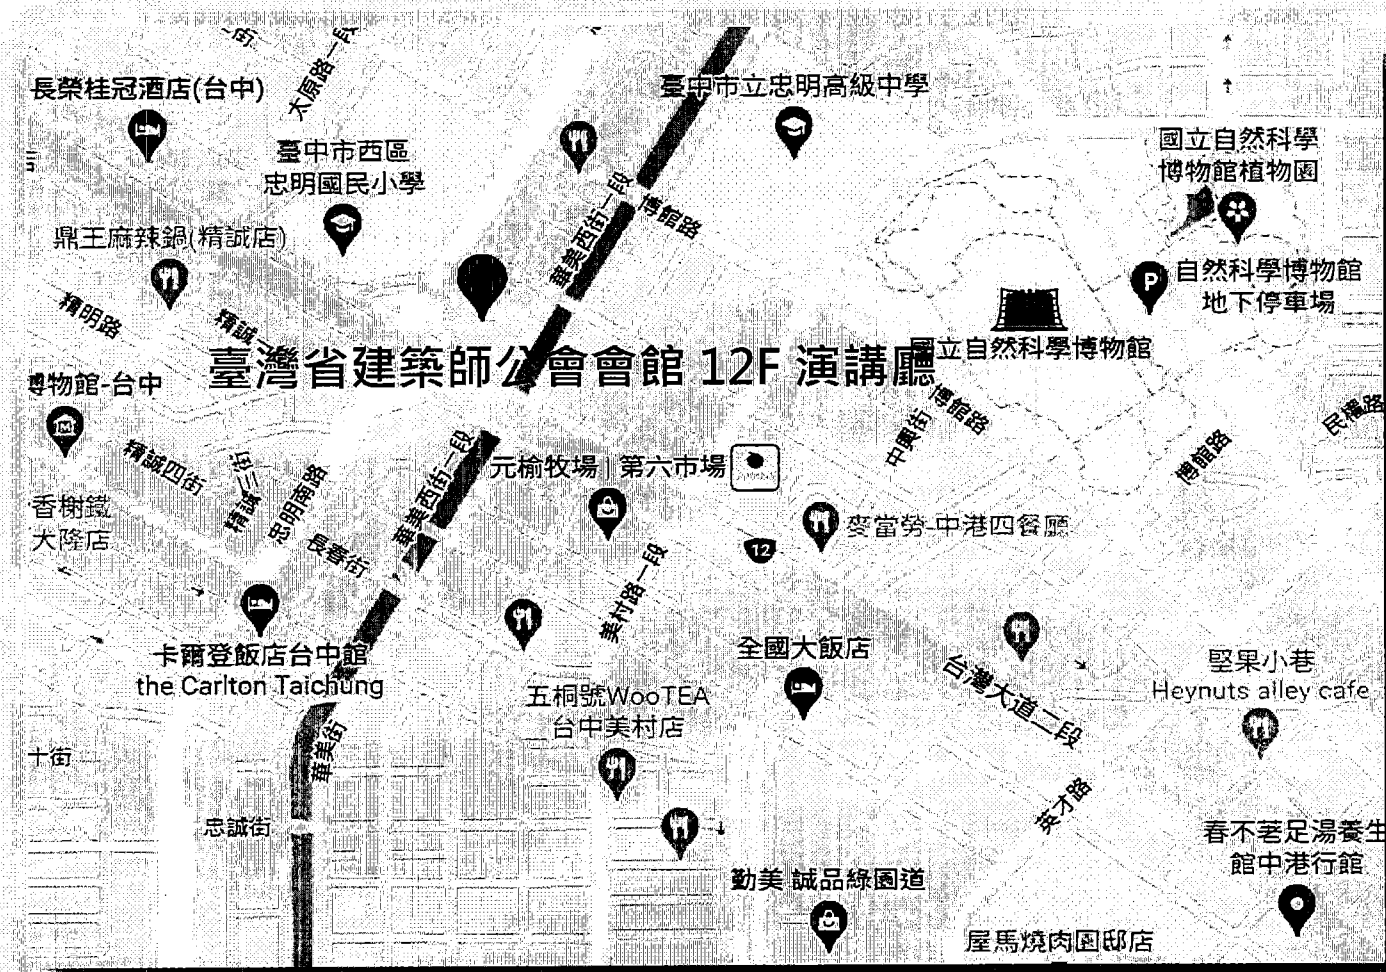 太原路一段
長榮桂冠酒店(台中)
臺中市立忠明高級中學
臺中市西區
忠明國民小學
國立自然科學
博物館植物園
鼎王麻辣鍋(精誠店)
華美西街一段
博館路
P
自然科學博物館
地下停車場
精明路
國立自然科學博物館
臺灣省建築師公會會館 12F 演講廳
博物館-台中
博館路
中興街
民權路
博館路
精誠四街
精誠三街
忠明南路
華美西街一段
元榆牧場 | 第六市場
香榭鐵
大隆店
長春街
12
麥當勞-中港四餐廳
美村路一段
卡爾登飯店台中館
the Carlton Taichung
全國大飯店
台灣大道二段
堅果小巷
Heynuts alley cafe
五桐號WooTEA
台中美村店
十街
華美街
忠誠街
英才路
春不荖足湯養生
館中港行館
勤美 誠品綠園道
屋馬燒肉園邸店